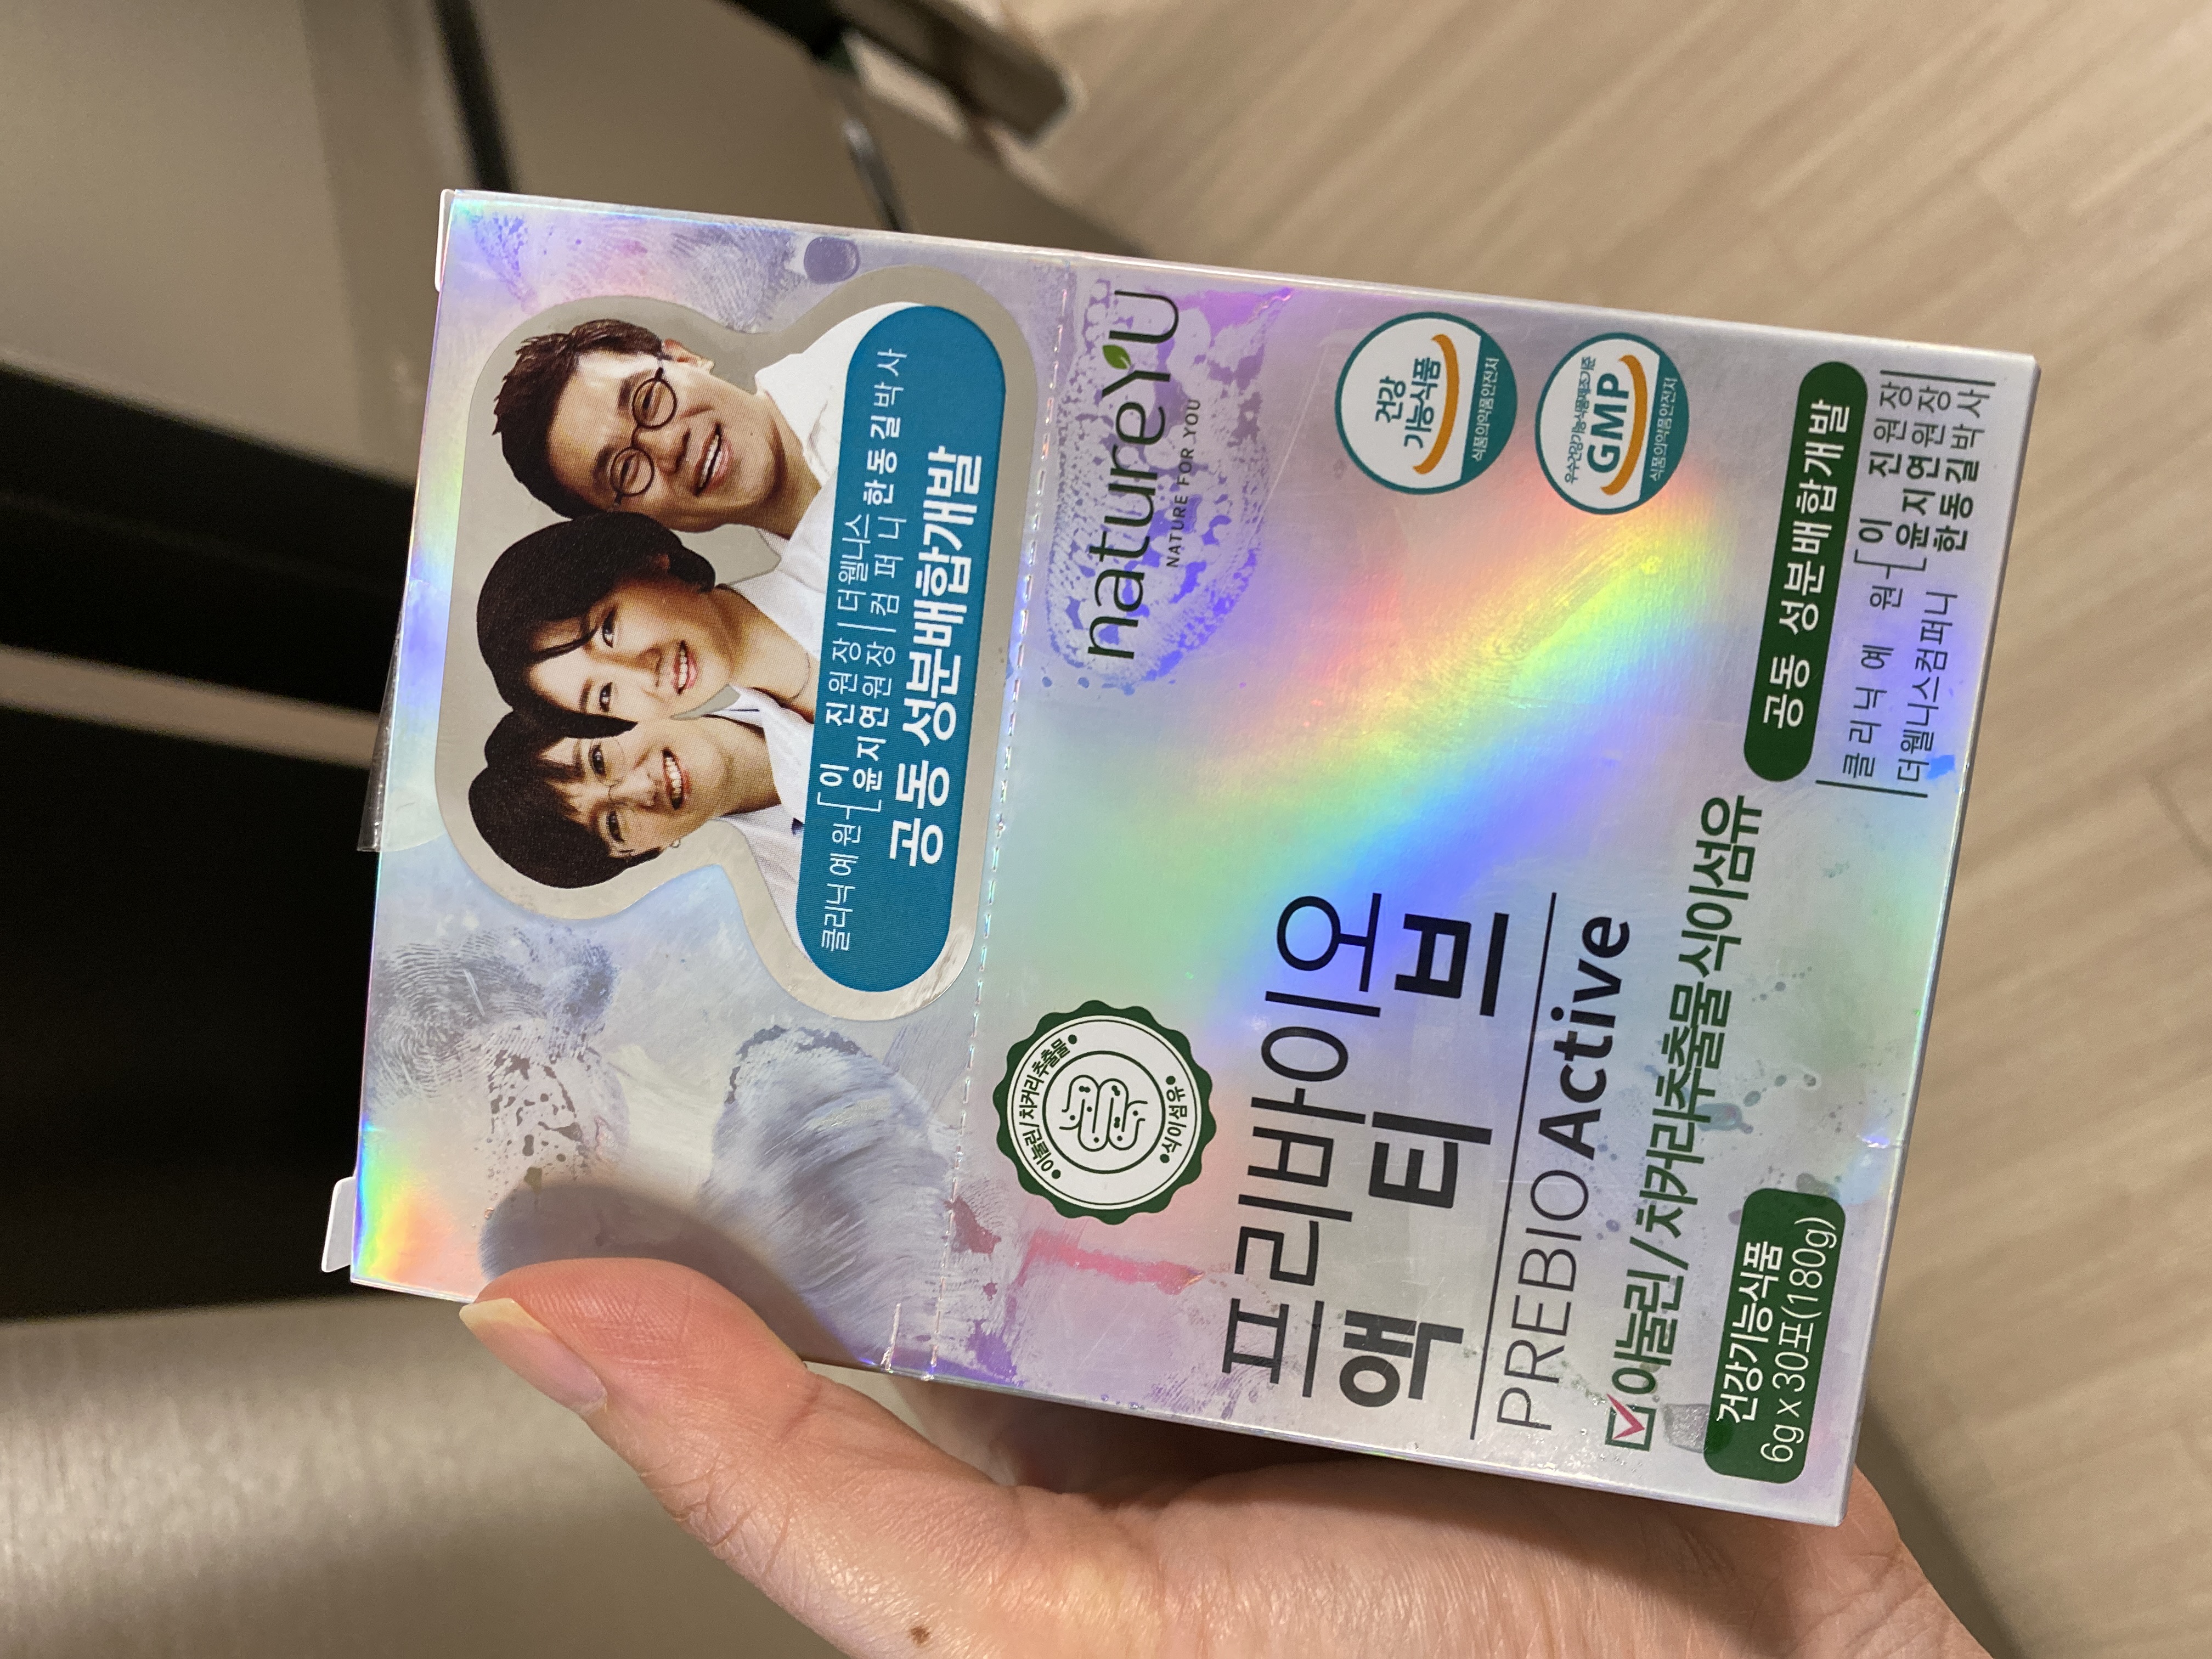 클리닉예원 이 진 원장 더웰니스 한동길박사
윤지연원장 컴 퍼 니
공동 성분배합개발
natureYU
NATURE FOR YOU
이눌린/치커리추출물
식이섬유
건강
기능식품
식품의약품안전처
우수건강기능식품제조기준
GMP
식품의약품안전처
프리바이오
액티브
PREBIO Active
이눌린/치커리추출물 식이섬유
건강기능식품
6g x 30포(180g)
공동 성분배합개발
클 리 닉 예 원 이 진 원장
윤지연원장
더웰니스컴퍼니 한동길박사